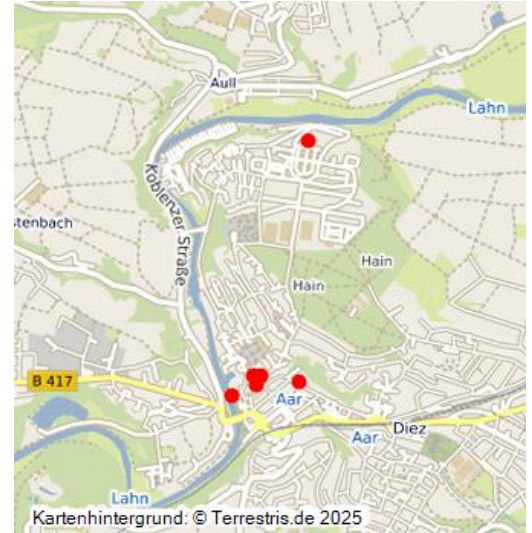 Aull
Lahn
Koblenzer Straße
stenbach
Hain
Hain
B 417
Aar
Diez
Aar
Lahn
Kartenhintergrund: © Terrestris.de 2025